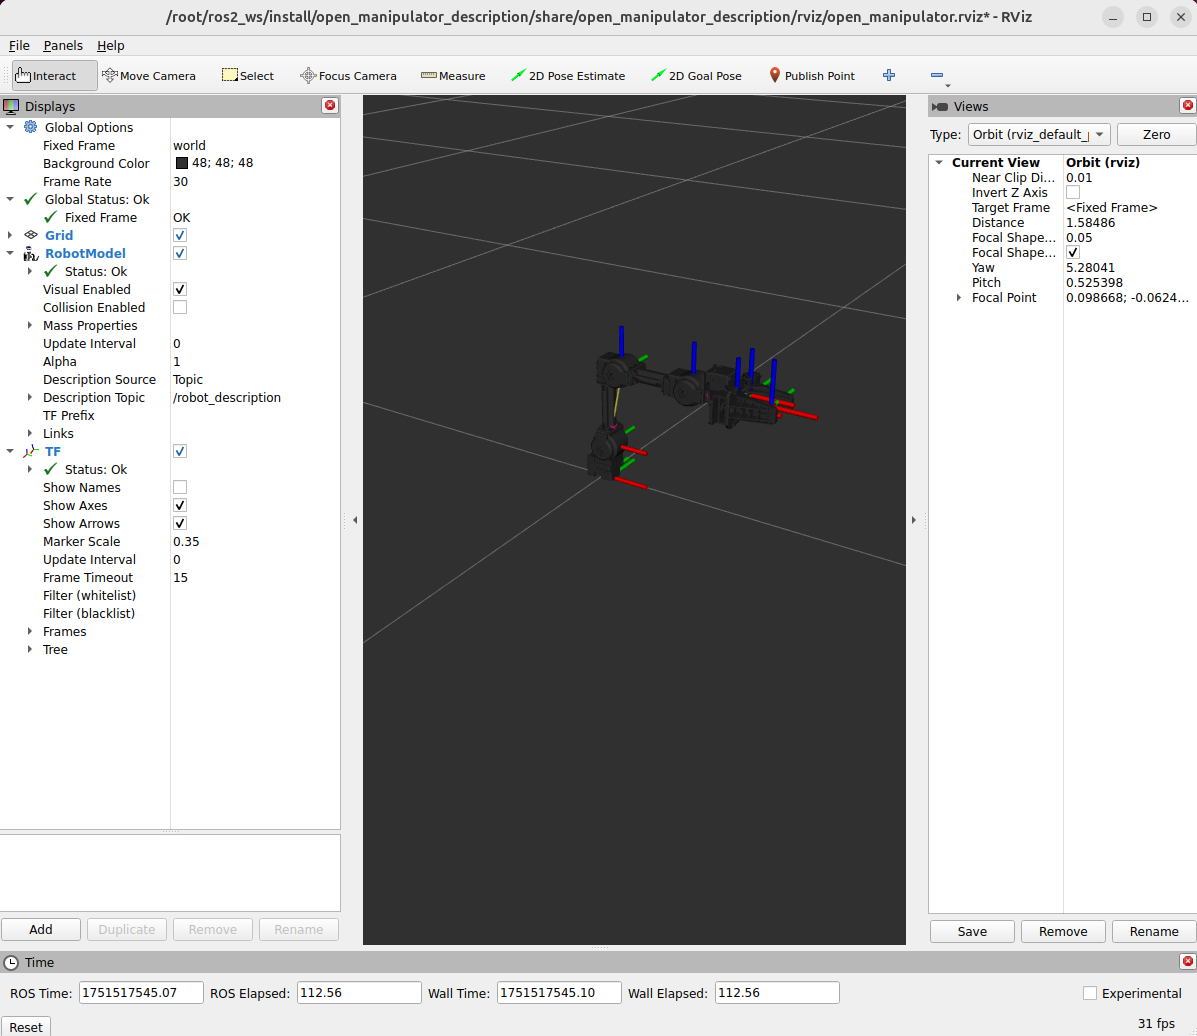 /root/ros2_ws/install/open_manipulator_description/share/open_manipulator_description/rviz/open_manipulator.rviz* - RViz
File Panels Help
Interact Move Camera Select Focus Camera Measure 2D Pose Estimate 2D Goal Pose Publish Point
Displays
Global Options
Fixed Frame world
Background Color 48; 48; 48
Frame Rate 30
Global Status: Ok
Fixed Frame OK
Grid
RobotModel
Status: Ok
Visual Enabled
Collision Enabled
Mass Properties
Update Interval 0
Alpha 1
Description Source Topic
Description Topic /robot_description
TF Prefix
Links
TF
Status: Ok
Show Names
Show Axes
Show Arrows
Marker Scale 0.35
Update Interval 0
Frame Timeout 15
Filter (whitelist)
Filter (blacklist)
Frames
Tree
Add Duplicate Remove Rename
Views
Type: Orbit (rviz_default_ Zero
Current View Orbit (rviz)
Near Clip Di... 0.01
Invert Z Axis
Target Frame <Fixed Frame>
Distance 1.58486
Focal Shape... 0.05
Focal Shape...
Yaw 5.28041
Pitch 0.525398
Focal Point 0.098668; -0.0624...
Save Remove Rename
Time
ROS Time: 1751517545.07 ROS Elapsed: 112.56 Wall Time: 1751517545.10 Wall Elapsed: 112.56 Experimental
Reset 31 fps